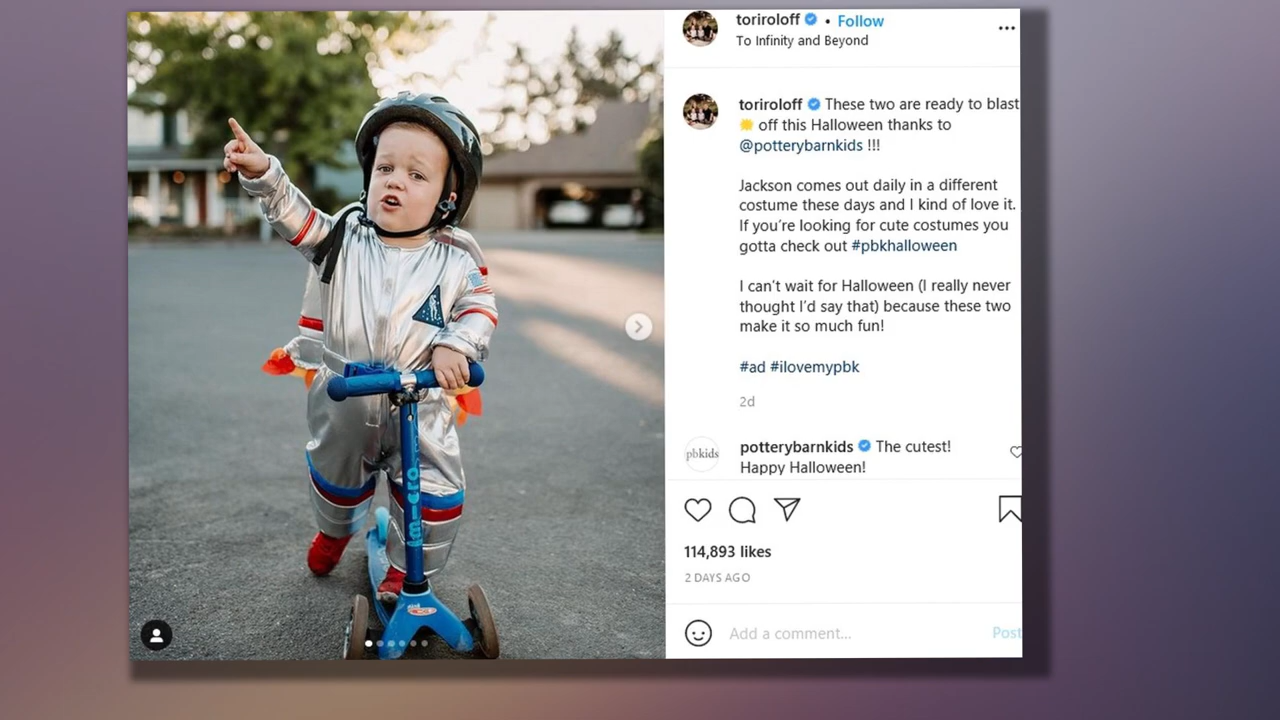 toriroloff • Follow
To Infinity and Beyond
toriroloff These two are ready to blast
off this Halloween thanks to
@potterybarnkids !!!
Jackson comes out daily in a different
costume these days and I kind of love it.
If you’re looking for cute costumes you
gotta check out #pbkhalloween
I can’t wait for Halloween (I really never
thought I’d say that) because these two
make it so much fun!
#ad #ilovemypbk
2d
pbkids
potterybarnkids The cutest!
Happy Halloween!
114,893 likes
2 DAYS AGO
Add a comment...
Post
m-cro